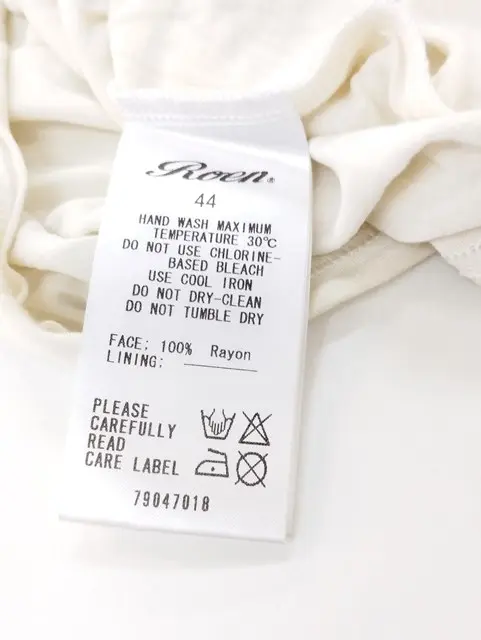 Roen®
44
HAND WASH MAXIMUM
TEMPERATURE 30℃
DO NOT USE CHLORINE-
BASED BLEACH
USE COOL IRON
DO NOT DRY-CLEAN
DO NOT TUMBLE DRY
FACE; 100% Rayon
LINING;
PLEASE
CAREFULLY
READ
CARE LABEL
79047018